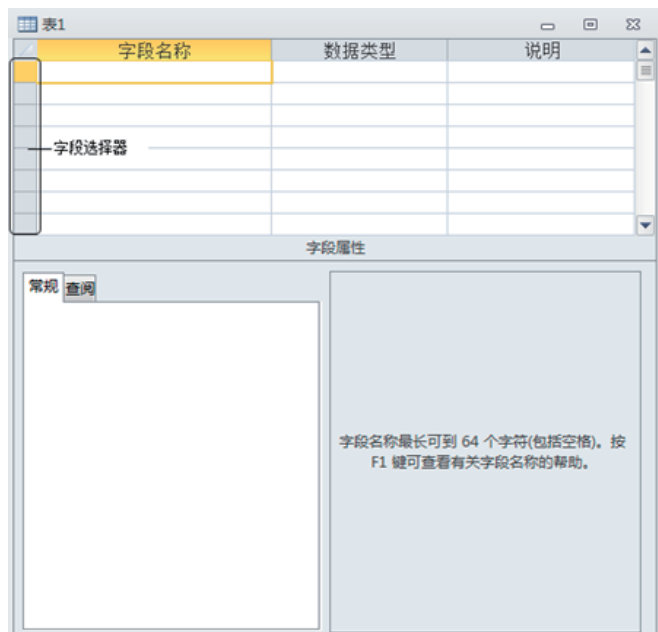 表1
字段名称 数据类型 说明
字段选择器
字段属性
常规 查阅
字段名称最长可到 64 个字符(包括空格)。按
F1 键可查看有关字段名称的帮助。